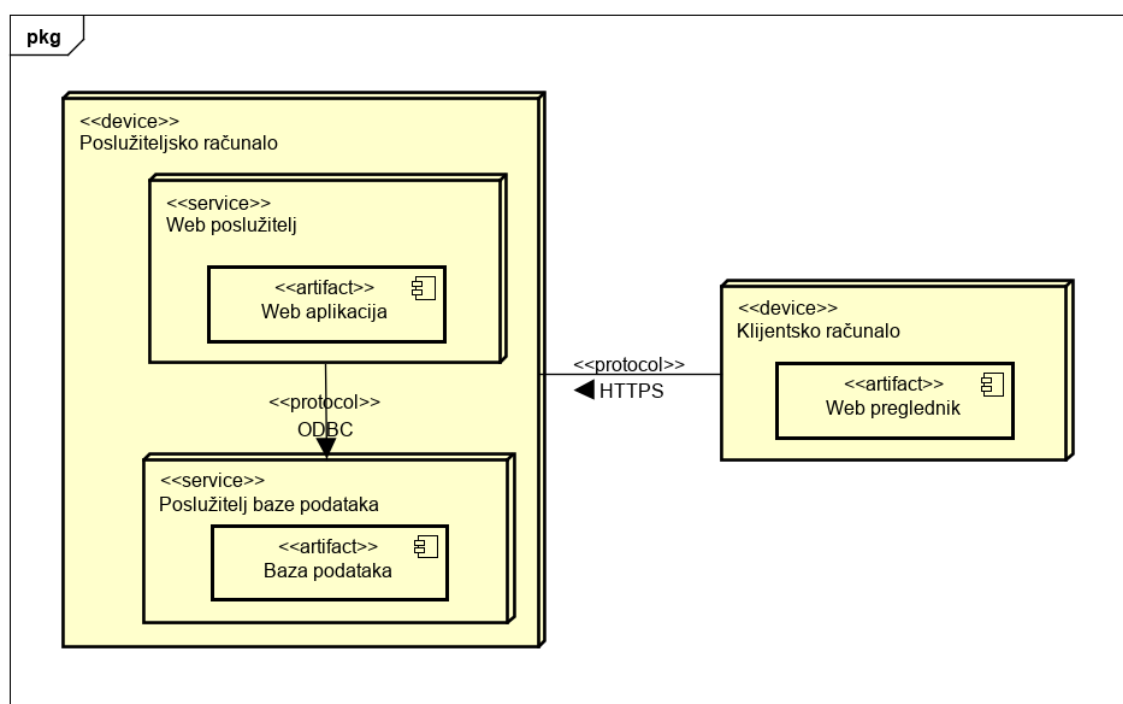 pkg
<<device>>
Poslužiteljsko računalo
<<service>>
Web poslužitelj
<<artifact>>
Web aplikacija
<<protocol>>
ODBC
<<service>>
Poslužitelj baze podataka
<<artifact>>
Baza podataka
<<protocol>>
HTTPS
<<device>>
Klijentsko računalo
<<artifact>>
Web preglednik